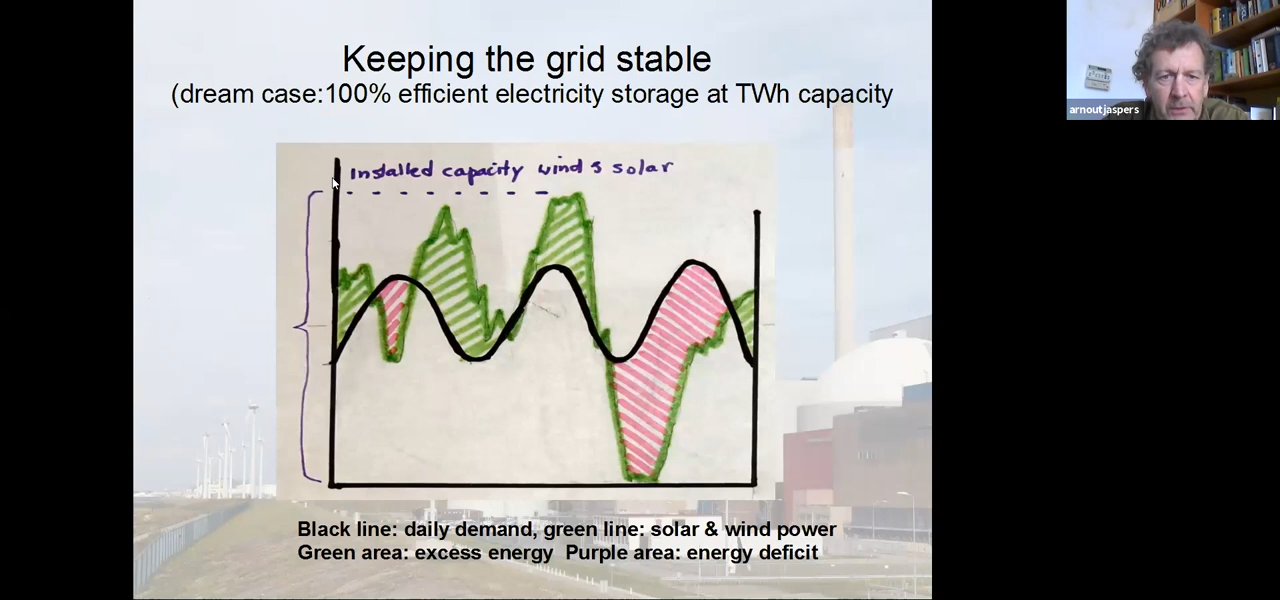 Keeping the grid stable
(dream case:100% efficient electricity storage at TWh capacity
arnoutjaspers
Installed capacity wind & solar
Black line: daily demand, green line: solar & wind power
Green area: excess energy  Purple area: energy deficit